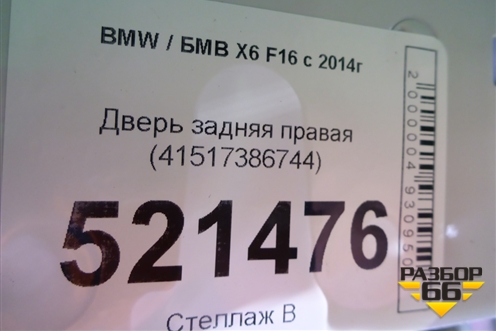 BMW / БМВ X6 F16 с 2014г
Дверь задняя правая
(41517386744)
521476
Стеллаж В
РАЗБОР
66